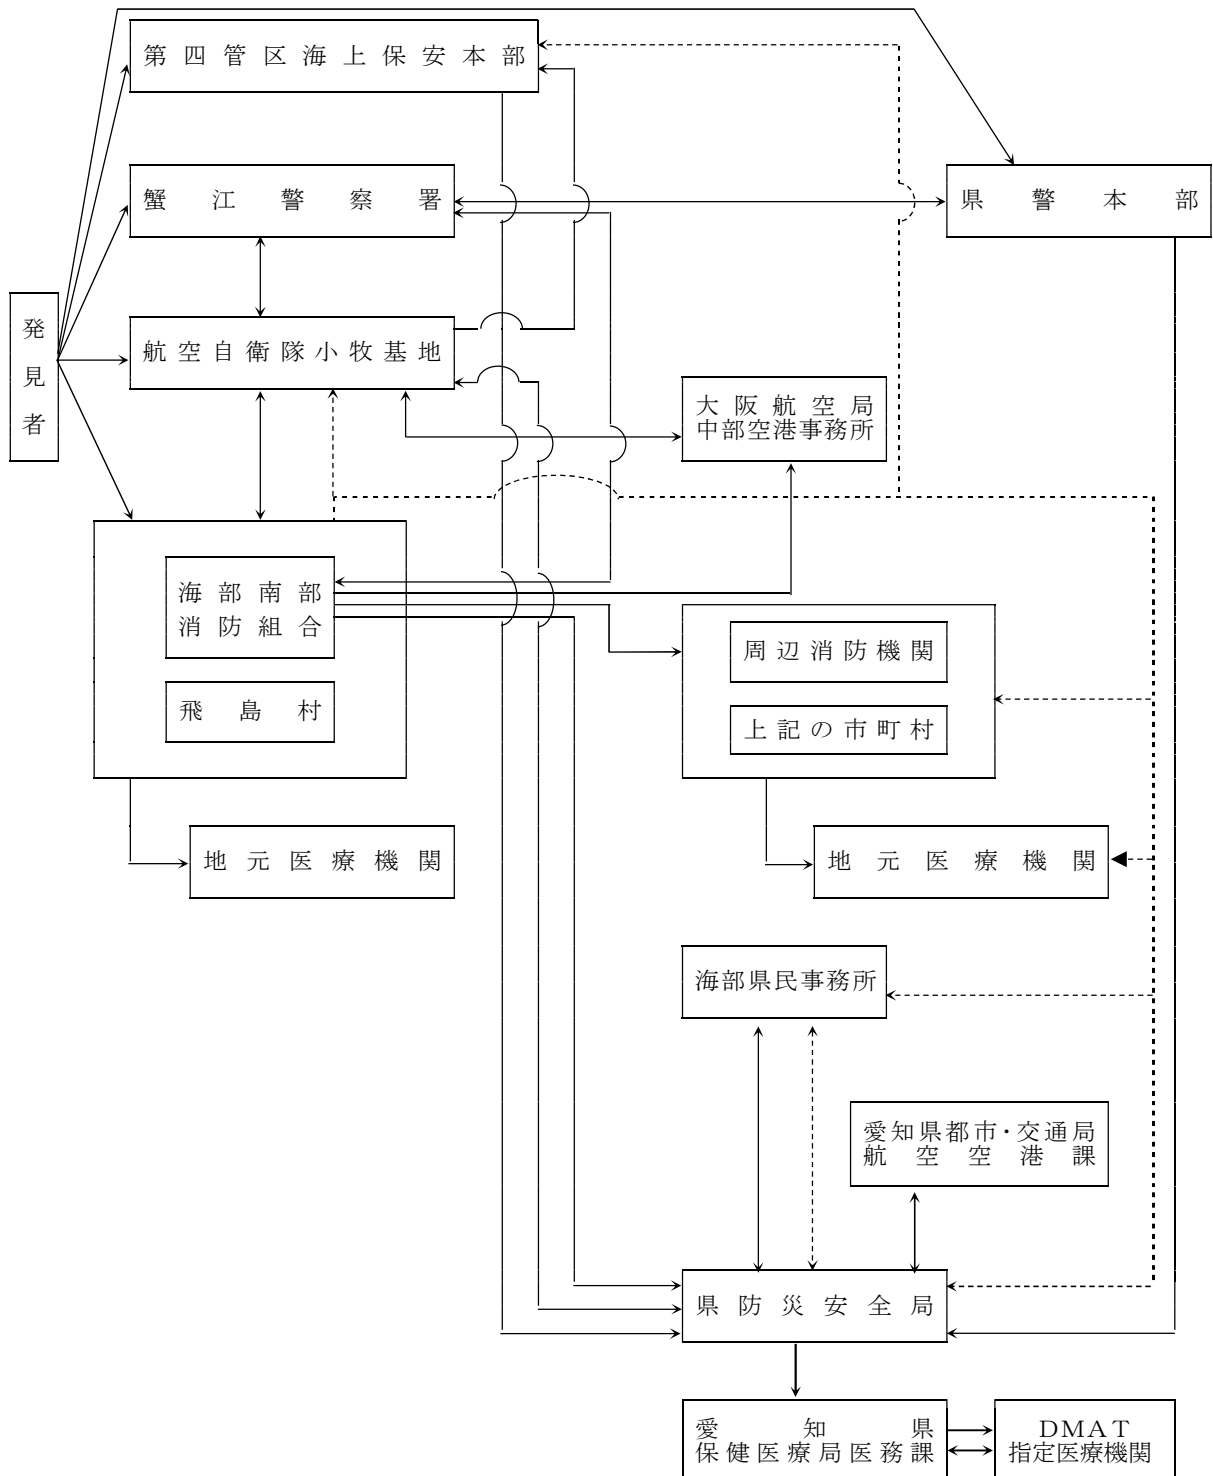 第四管区海上保安本部
蟹江警察署
県警本部
発見者
航空自衛隊小牧基地
大阪航空局
中部空港事務所
海部南部
消防組合
飛島村
周辺消防機関
上記の市町村
地元医療機関
地元医療機関
海部県民事務所
愛知県都市・交通局
航空空港課
県防災安全局
愛知県
保健医療局医務課
DMAT
指定医療機関